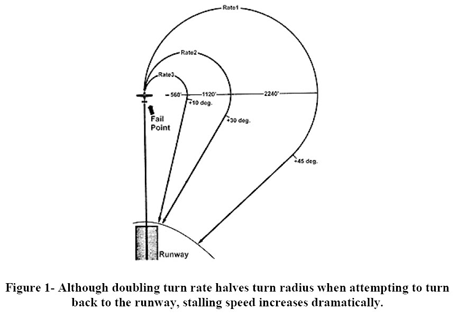 Rate1
Rate2
Rate3
560'
1120'
2240'
+10 deg.
Fail
Point
+30 deg.
+45 deg.
Runway
Figure 1- Although doubling turn rate halves turn radius when attempting to turn
back to the runway, stalling speed increases dramatically.